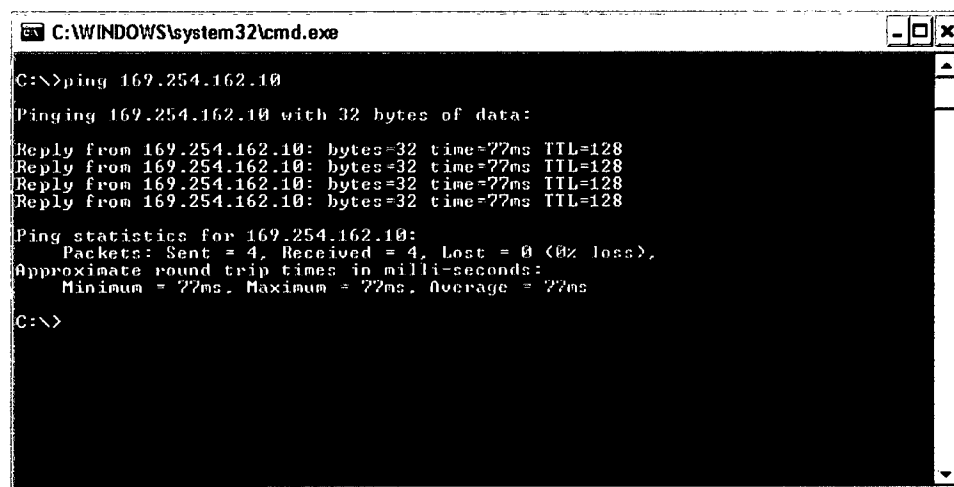 C:\WINDOWS\system32\cmd.exe
C:\>ping 169.254.162.10
Pinging 169.254.162.10 with 32 bytes of data:
Reply from 169.254.162.10: bytes=32 time=77ms TTL=128
Reply from 169.254.162.10: bytes=32 time=77ms TTL=128
Reply from 169.254.162.10: bytes=32 time=77ms TTL=128
Reply from 169.254.162.10: bytes=32 time=77ms TTL=128
Ping statistics for 169.254.162.10:
Packets: Sent = 4, Received = 4, Lost = 0 (0% loss),
Approximate round trip times in milli-seconds:
Minimum = 77ms, Maximum = 77ms, Average = 77ms
C:\>